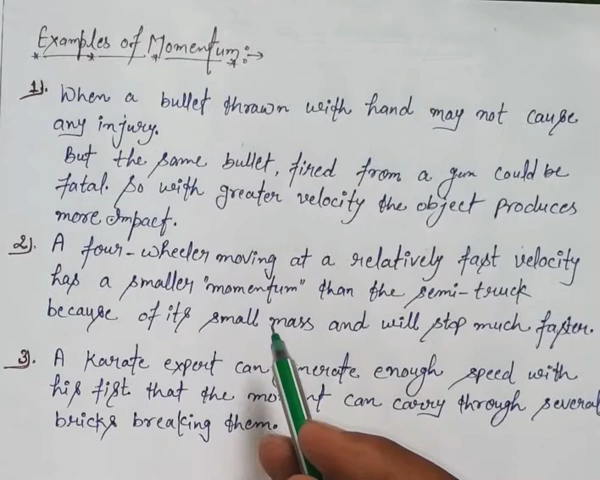 Examples of Momentum:→
1). When a bullet thrawn with hand may not cause
any injury.
But the same bullet, fired from a gun could be
fatal. So with greater velocity the object produces
more impact.
2). A four-wheeler moving at a relatively fast velocity
has a smaller "momentum" than the semi-truck
because of its small mass and will stop much faster.
3). A Karate expert can enough speed with
his fist that the can carry through several
bricks breaking them.